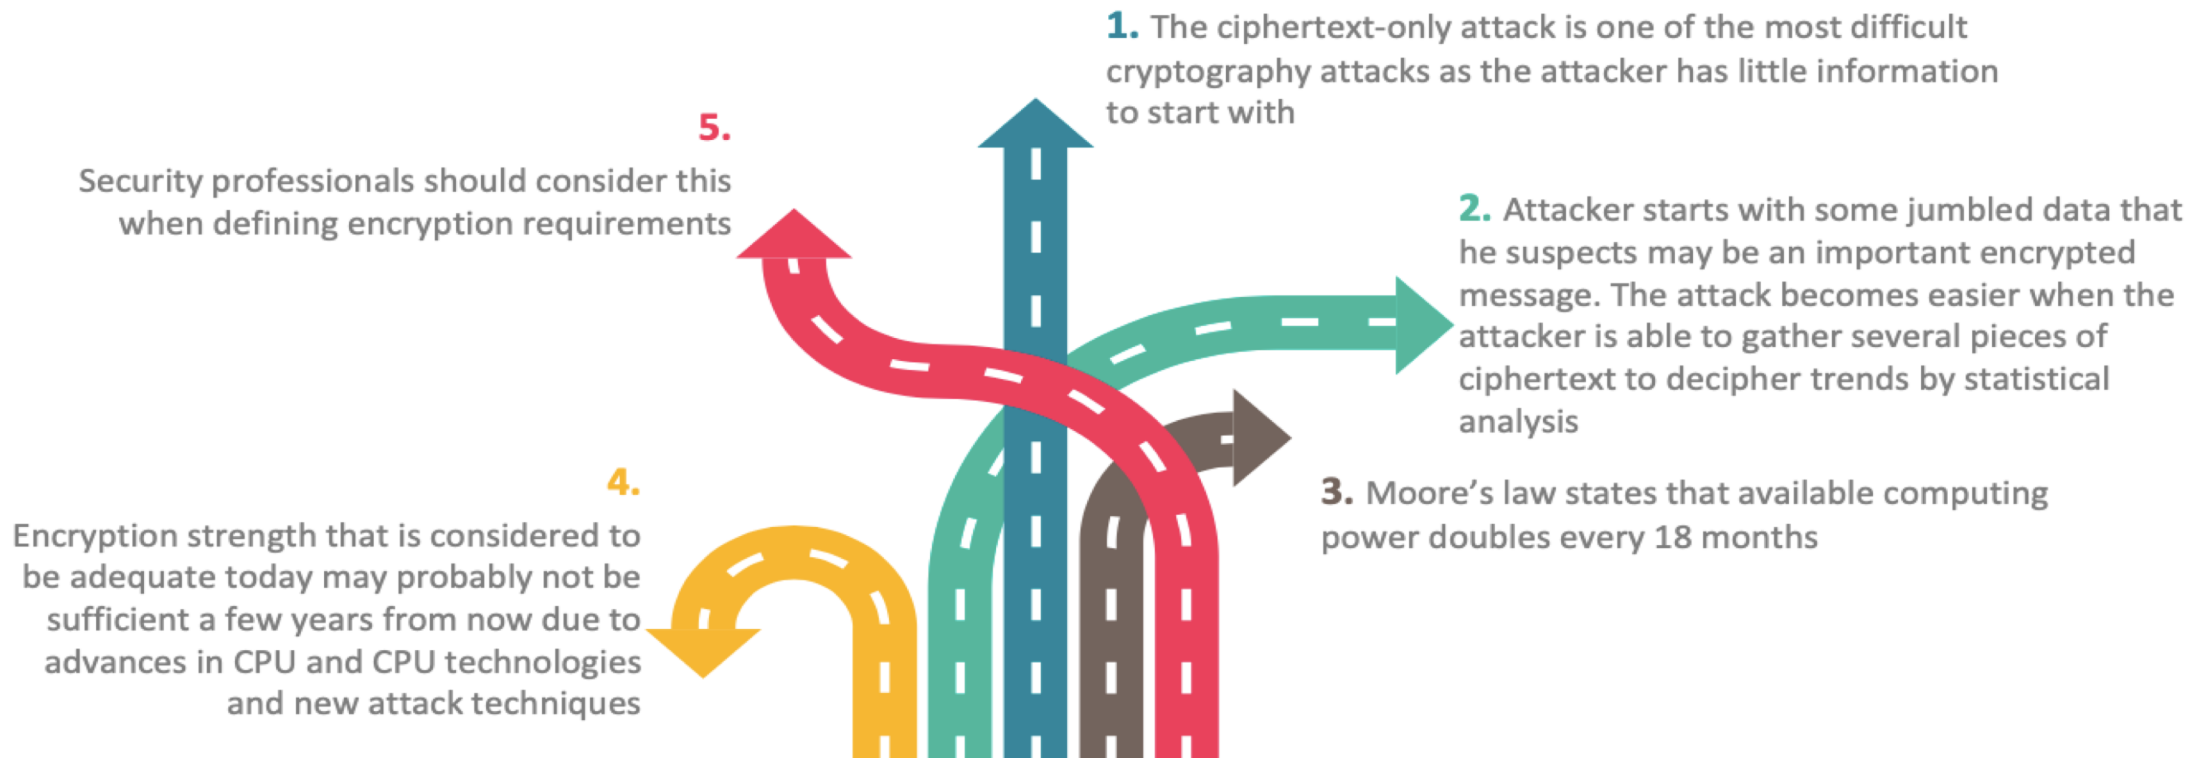 1. The ciphertext-only attack is one of the most difficult
cryptography attacks as the attacker has little information
to start with
2. Attacker starts with some jumbled data that
he suspects may be an important encrypted
message. The attack becomes easier when the
attacker is able to gather several pieces of
ciphertext to decipher trends by statistical
analysis
3. Moore's law states that available computing
power doubles every 18 months
4.
Encryption strength that is considered to
be adequate today may probably not be
sufficient a few years from now due to
advances in CPU and CPU technologies
and new attack techniques
5.
Security professionals should consider this
when defining encryption requirements